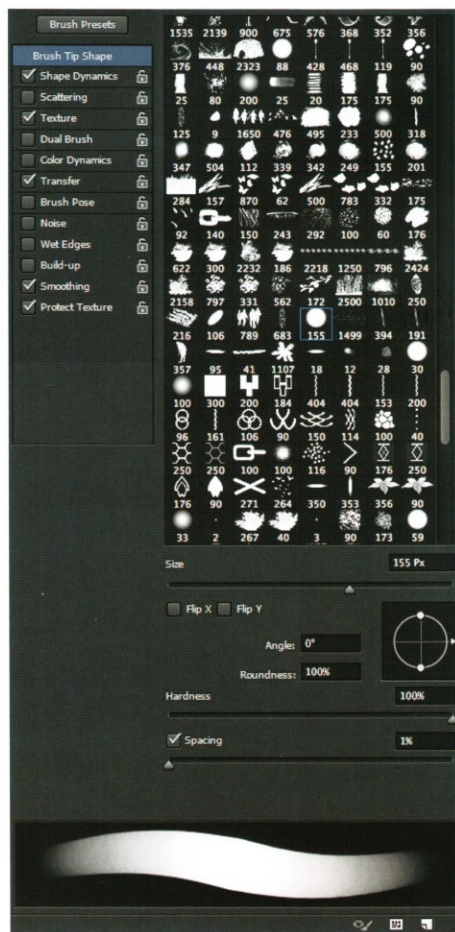 Brush Presets
Brush Tip Shape
Shape Dynamics
Scattering
Texture
Dual Brush
Color Dynamics
Transfer
Brush Pose
Noise
Wet Edges
Build-up
Smoothing
Protect Texture
1535 2139 900 675 576 368 352 356
376 448 2323 88 428 468 119 90
25 80 200 25 20 175 175 90
125 9 1650 476 495 233 500 318
347 504 112 339 342 249 155 201
284 157 870 62 500 783 332 175
92 140 150 243 292 100 60 176
622 300 2232 186 2218 1250 796 2424
2158 797 331 562 172 2500 1010 250
216 106 789 683 155 1499 394 191
357 95 41 1107 18 12 28 30
100 300 200 184 404 404 153 200
96 161 106 90 150 114 100 40
250 250 100 100 116 90 176 250
176 90 271 264 350 353 356 90
33 2 267 40 3 90 173 59
Size 155 Px
Flip X Flip Y
Angle: 0°
Roundness: 100%
Hardness 100%
Spacing 1%